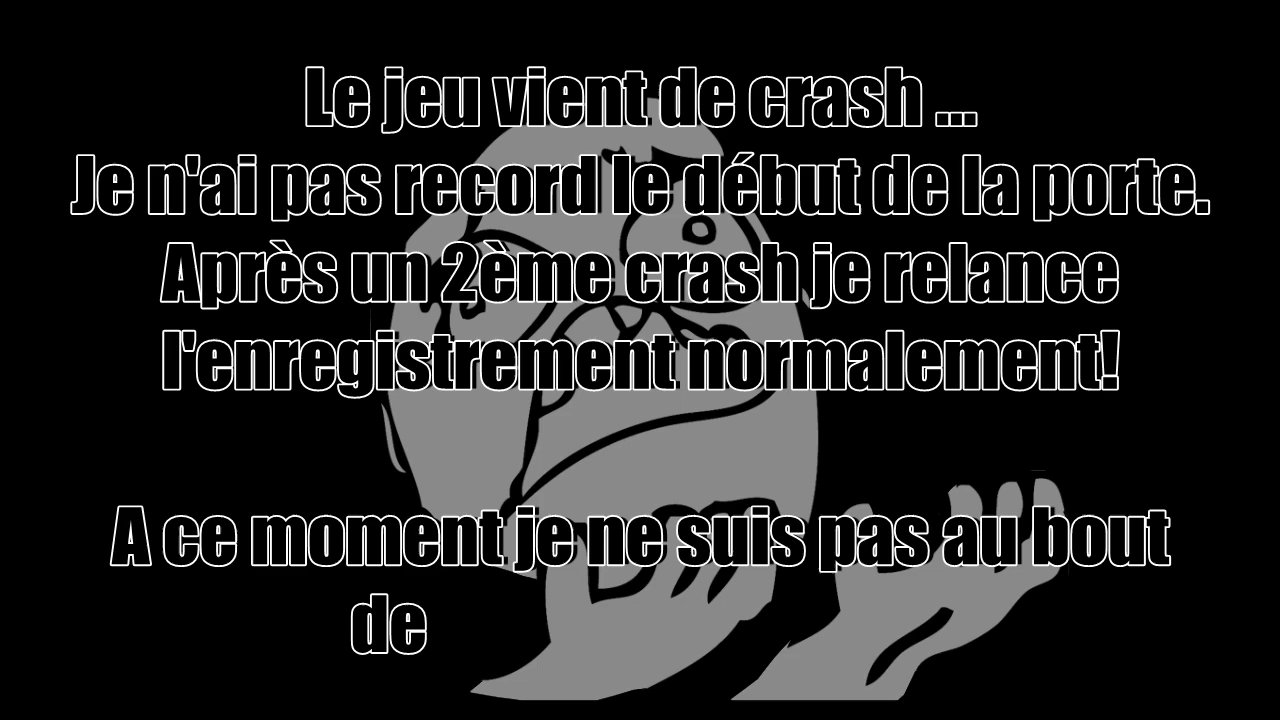 Le jeu vient de crash ...
Je n'ai pas record le début de la porte.
Après un 2ème crash je relance
l'enregistrement normalement!
A ce moment je ne suis pas au bout
de